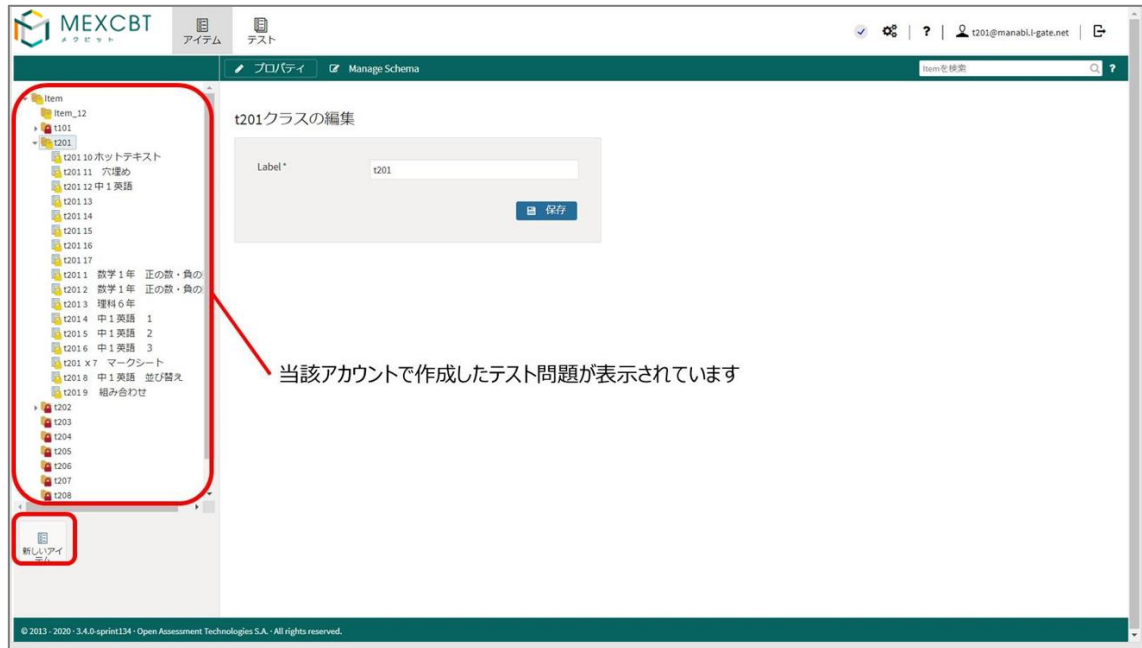 MEXCBT
メクビット
アイテム
テスト
?
t201@manabi.l-gate.net
プロパティ
Manage Schema
Itemを検索
?
Item
Item_12
t101
t201
t201 10 ホットテキスト
t201 11 穴埋め
t201 12 中１英語
t201 13
t201 14
t201 15
t201 16
t201 17
t201 1 数学１年 正の数・負の
t201 2 数学１年 正の数・負の
t201 3 理科６年
t201 4 中１英語 1
t201 5 中１英語 2
t201 6 中１英語 3
t201 x 7 マークシート
t201 8 中１英語 並び替え
t201 9 組み合わせ
t202
t203
t204
t205
t206
t207
t208
新しいアイ
テム
t201クラスの編集
Label*
t201
保存
当該アカウントで作成したテスト問題が表示されています
© 2013 - 2020 · 3.4.0-sprint134 · Open Assessment Technologies S.A. · All rights reserved.